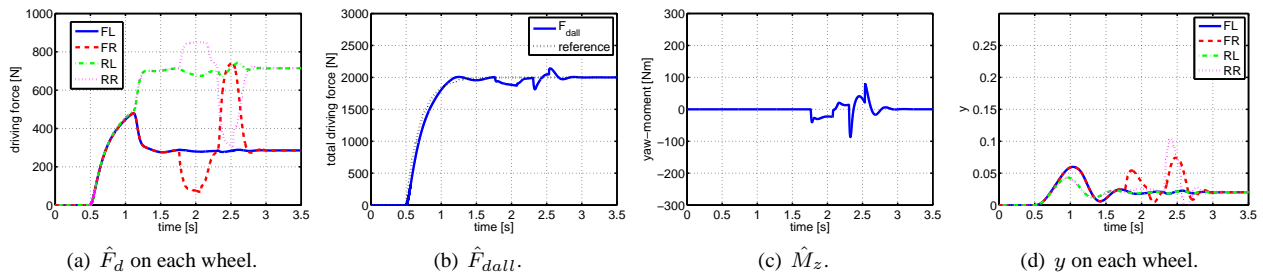 1000
800
600
400
200
0
0 0.5 1 1.5 2 2.5 3 3.5
driving force [N]
time [s]
FL
FR
RL
RR
(a) F̂_d on each wheel.
3000
2500
2000
1500
1000
500
0
0 0.5 1 1.5 2 2.5 3 3.5
total driving force [N]
time [s]
F_dall
reference
(b) F̂_dall.
300
200
100
0
−100
−200
−300
0 0.5 1 1.5 2 2.5 3 3.5
yaw−moment [Nm]
time [s]
(c) M̂_z.
0.25
0.2
0.15
0.1
0.05
0
0 0.5 1 1.5 2 2.5 3 3.5
y
time [s]
FL
FR
RL
RR
(d) y on each wheel.